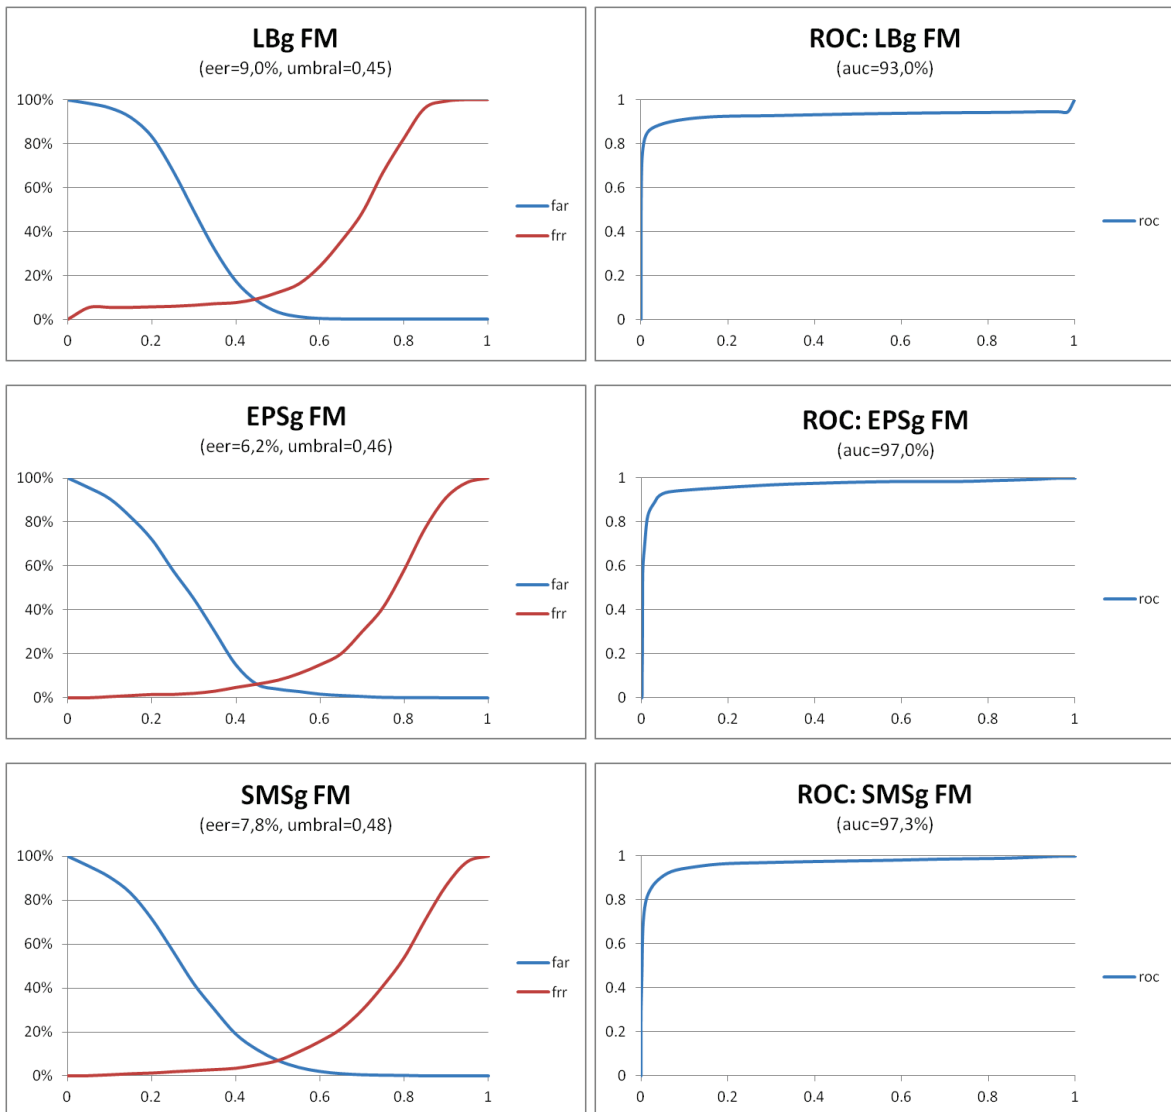 LBg FM
(eer=9,0%, umbral=0,45)
100%
80%
60%
40%
20%
0%
0 0.2 0.4 0.6 0.8 1
far
frr
ROC: LBg FM
(auc=93,0%)
1
0.8
0.6
0.4
0.2
0
0 0.2 0.4 0.6 0.8 1
roc
EPSg FM
(eer=6,2%, umbral=0,46)
100%
80%
60%
40%
20%
0%
0 0.2 0.4 0.6 0.8 1
far
frr
ROC: EPSg FM
(auc=97,0%)
1
0.8
0.6
0.4
0.2
0
0 0.2 0.4 0.6 0.8 1
roc
SMSg FM
(eer=7,8%, umbral=0,48)
100%
80%
60%
40%
20%
0%
0 0.2 0.4 0.6 0.8 1
far
frr
ROC: SMSg FM
(auc=97,3%)
1
0.8
0.6
0.4
0.2
0
0 0.2 0.4 0.6 0.8 1
roc